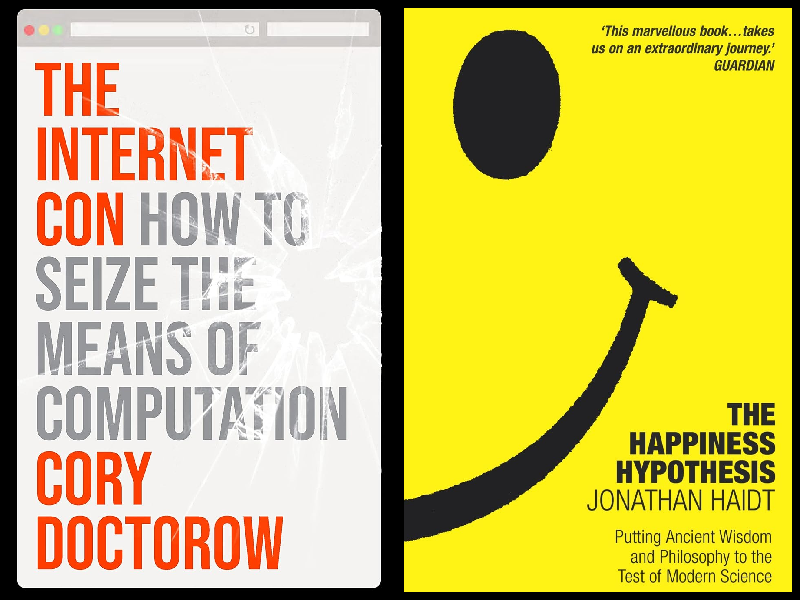 THE
INTERNET
CON HOW TO
SEIZE THE
MEANS OF
COMPUTATION
CORY
DOCTOROW
‘This marvellous book…takes
us on an extraordinary journey.’
GUARDIAN
THE
HAPPINESS
HYPOTHESIS
JONATHAN HAIDT
Putting Ancient Wisdom
and Philosophy to the
Test of Modern Science